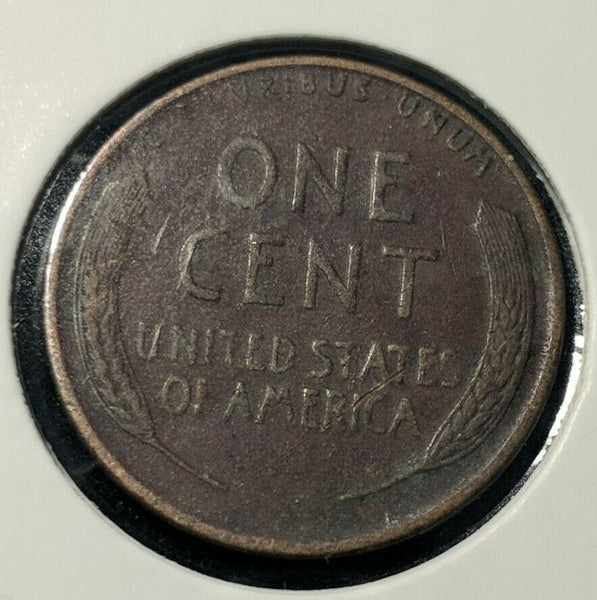 UNUM
ONE
CENT
UNITED STATES
OF AMERICA